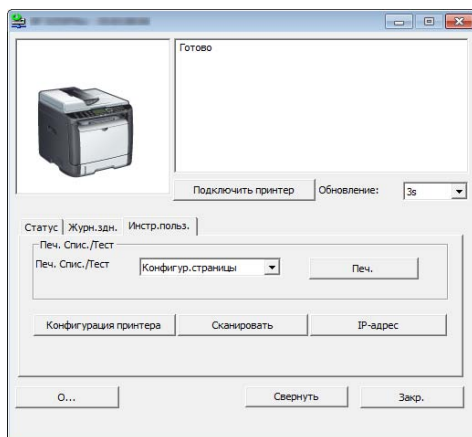 Готово
Подключить принтер Обновление: 3s
Статус Журн.здн. Инстр.польз.
Печ. Спис./Тест
Печ. Спис./Тест Конфигур.страницы Печ.
Конфигурация принтера Сканировать IP-адрес
О... Свернуть Закр.